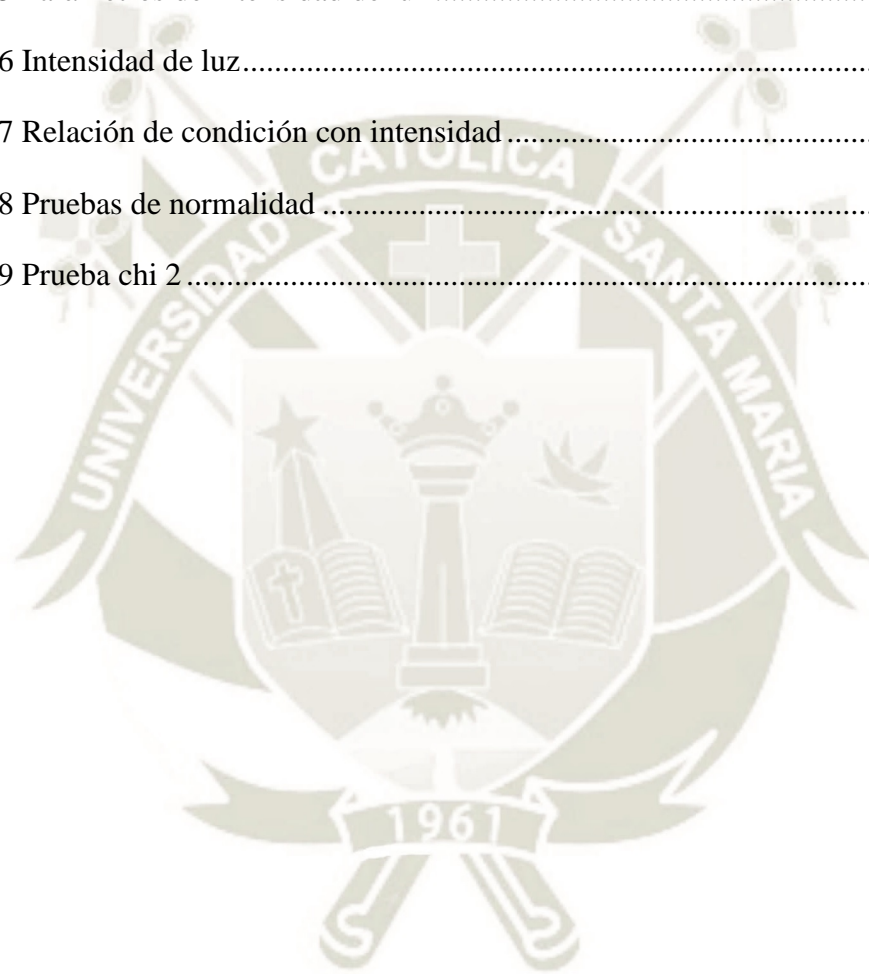 6 Intensidad de luz...........................................................................
7 Relación de condición con intensidad............................................
8 Pruebas de normalidad..................................................................
9 Prueba chi 2..................................................................................
UNIVERSIDAD CATOLICA SANTA MARIA
1961